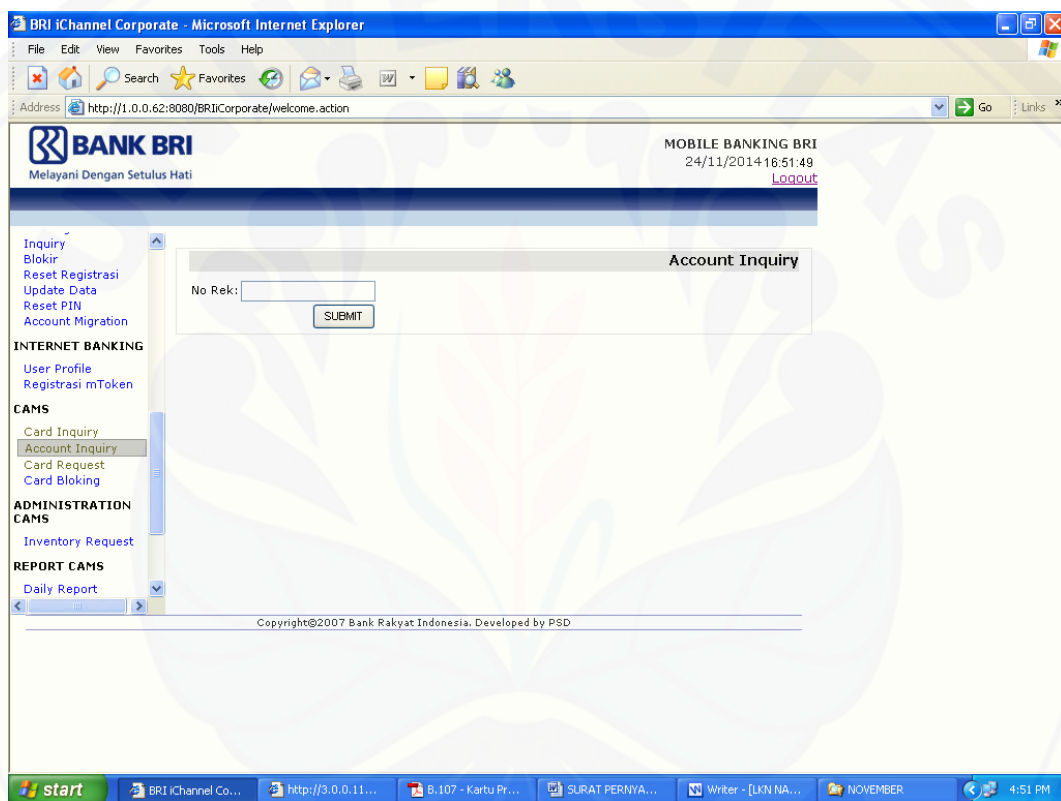 BRI iChannel Corporate - Microsoft Internet Explorer
File Edit View Favorites Tools Help
Search Favorites
Address http://1.0.0.62:8080/BRIiCorporate/welcome.action Go Links
BANK BRI
Melayani Dengan Setulus Hati
MOBILE BANKING BRI
24/11/2014 16:51:49
Logout
Inquiry
Blokir
Reset Registrasi
Update Data
Reset PIN
Account Migration
INTERNET BANKING
User Profile
Registrasi mToken
CAMS
Card Inquiry
Account Inquiry
Card Request
Card Bloking
ADMINISTRATION
CAMS
Inventory Request
REPORT CAMS
Daily Report
Account Inquiry
No Rek:
SUBMIT
Copyright©2007 Bank Rakyat Indonesia. Developed by PSD
start BRI iChannel Co... http://3.0.0.11... B.107 - Kartu Pr... SURAT PERNYA... Writer - [LKN NA... NOVEMBER 4:51 PM